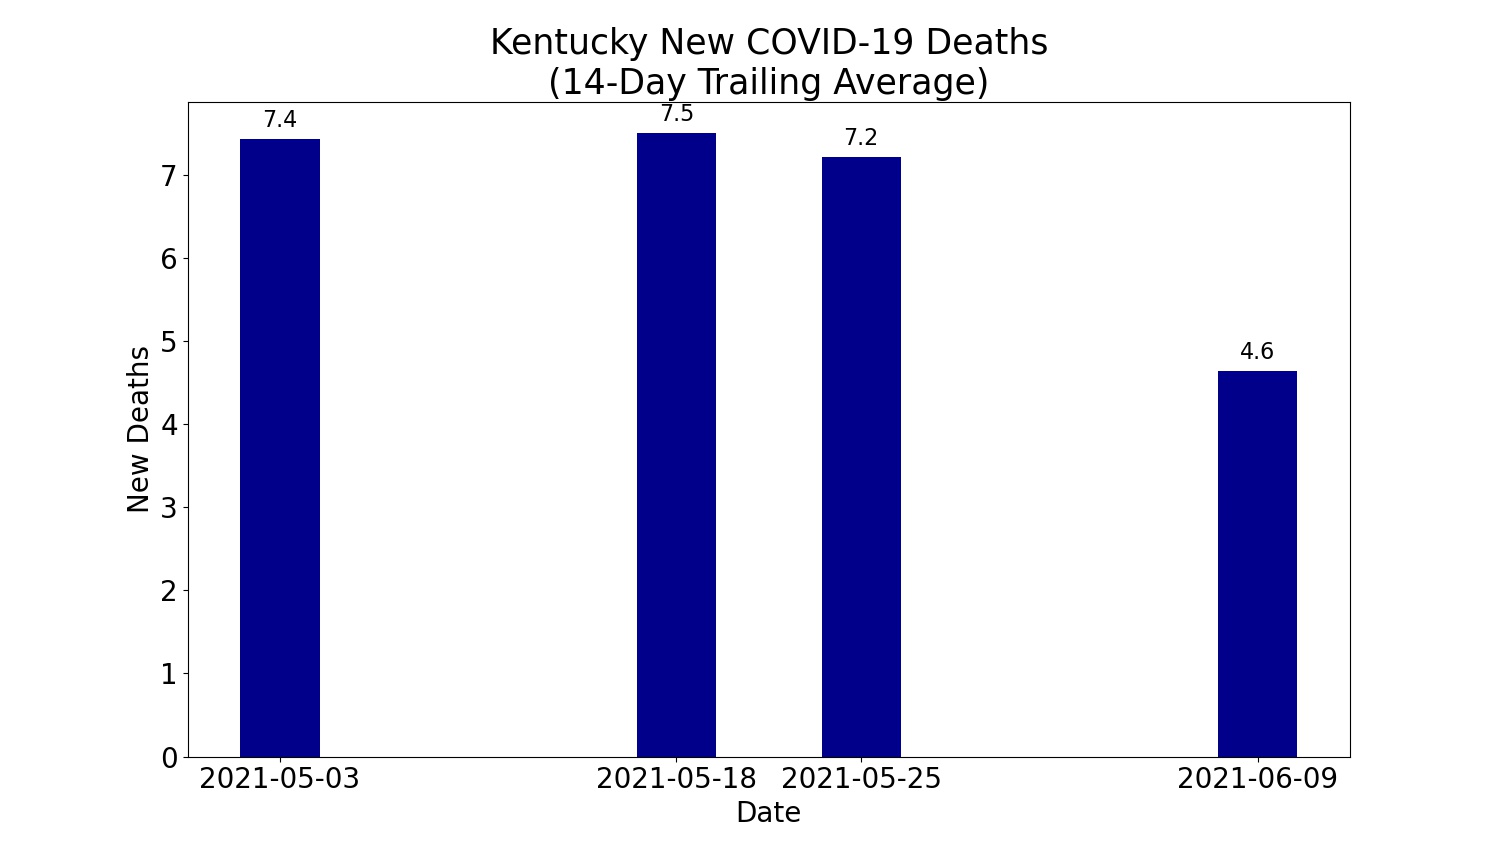 Kentucky New COVID-19 Deaths
(14-Day Trailing Average)
7.4
7.5
7.2
4.6
7
6
5
4
3
2
1
0
New Deaths
2021-05-03 2021-05-18 2021-05-25 2021-06-09
Date